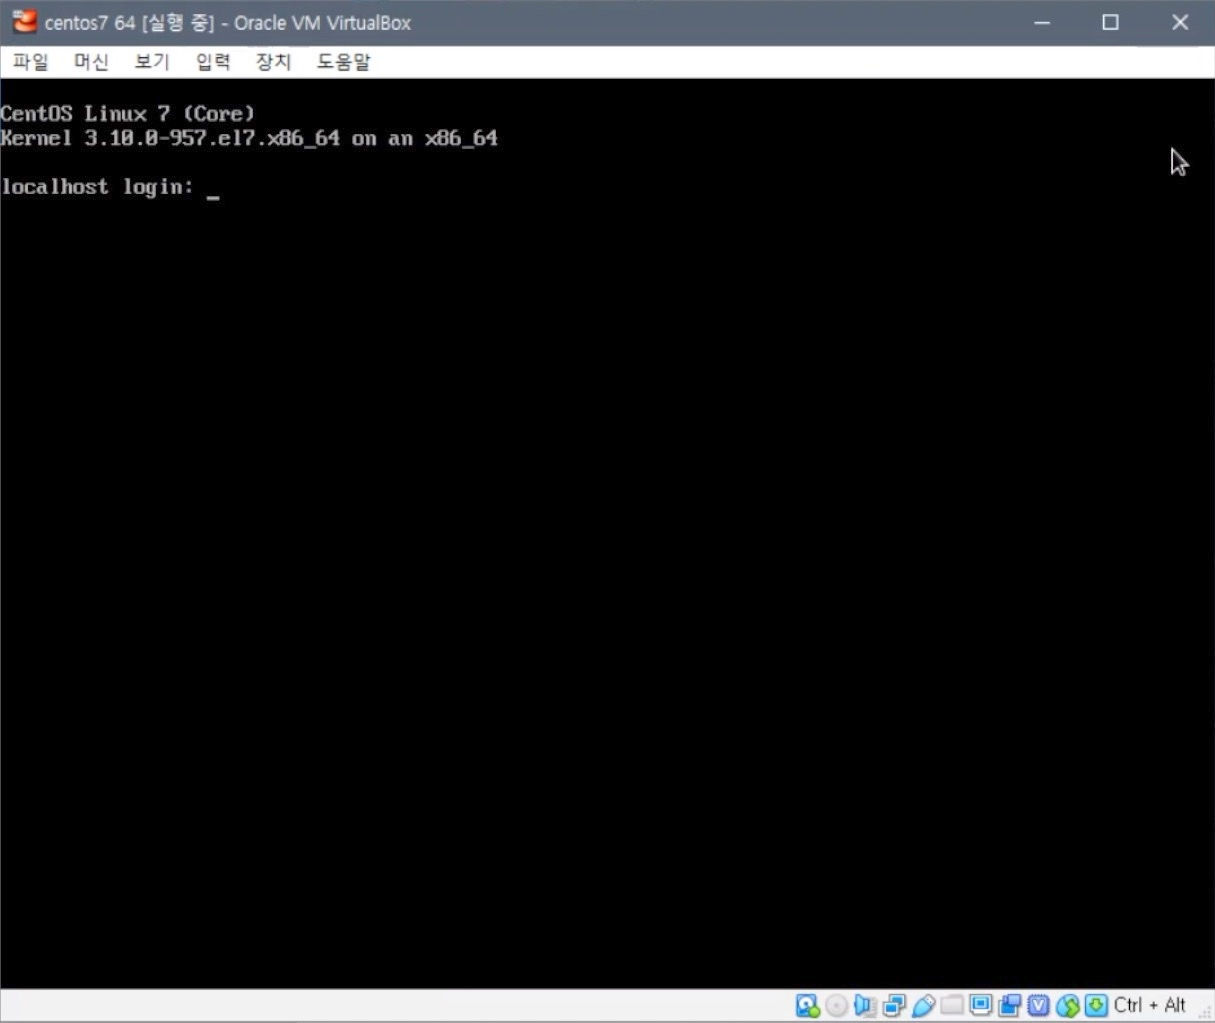 centos7 64 [실행 중] - Oracle VM VirtualBox
파일 머신 보기 입력 장치 도움말
CentOS Linux 7 (Core)
Kernel 3.10.0-957.el7.x86_64 on an x86_64
localhost login: _
Ctrl + Alt